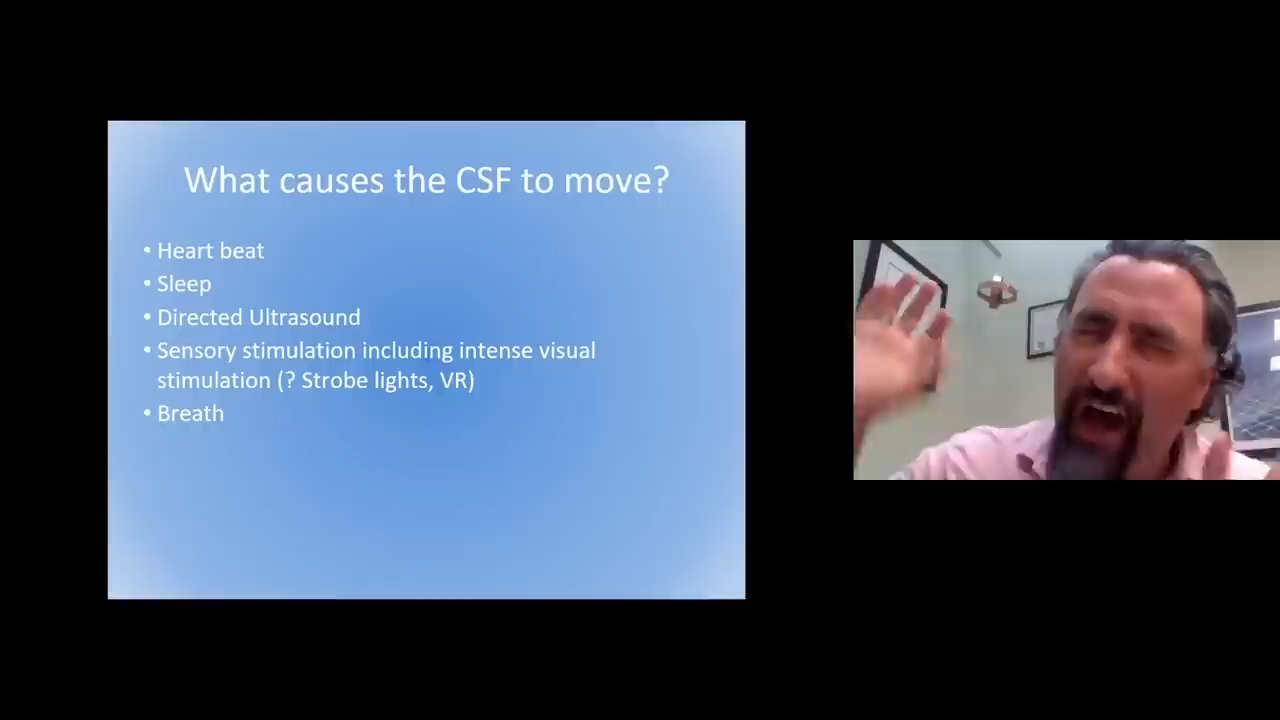 What causes the CSF to move?
• Heart beat
• Sleep
• Directed Ultrasound
• Sensory stimulation including intense visual
stimulation (? Strobe lights, VR)
• Breath